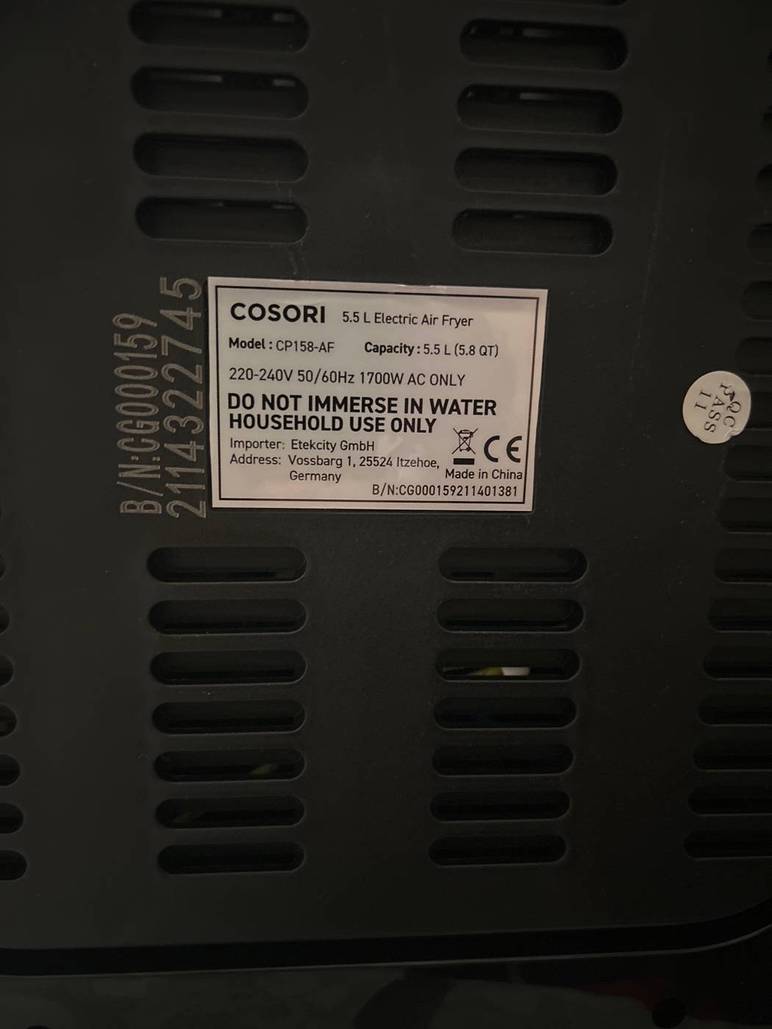 COSORI 5.5 L Electric Air Fryer
Model : CP158-AF Capacity : 5.5 L (5.8 QT)
220-240V 50/60Hz 1700W AC ONLY
DO NOT IMMERSE IN WATER
HOUSEHOLD USE ONLY
Importer: Etekcity GmbH
Address: Vossbarg 1, 25524 Itzehoe,
Germany
CE
Made in China
B/N:CG000159211401381
B/N:CG000159
2114322745
QC
PASS
11